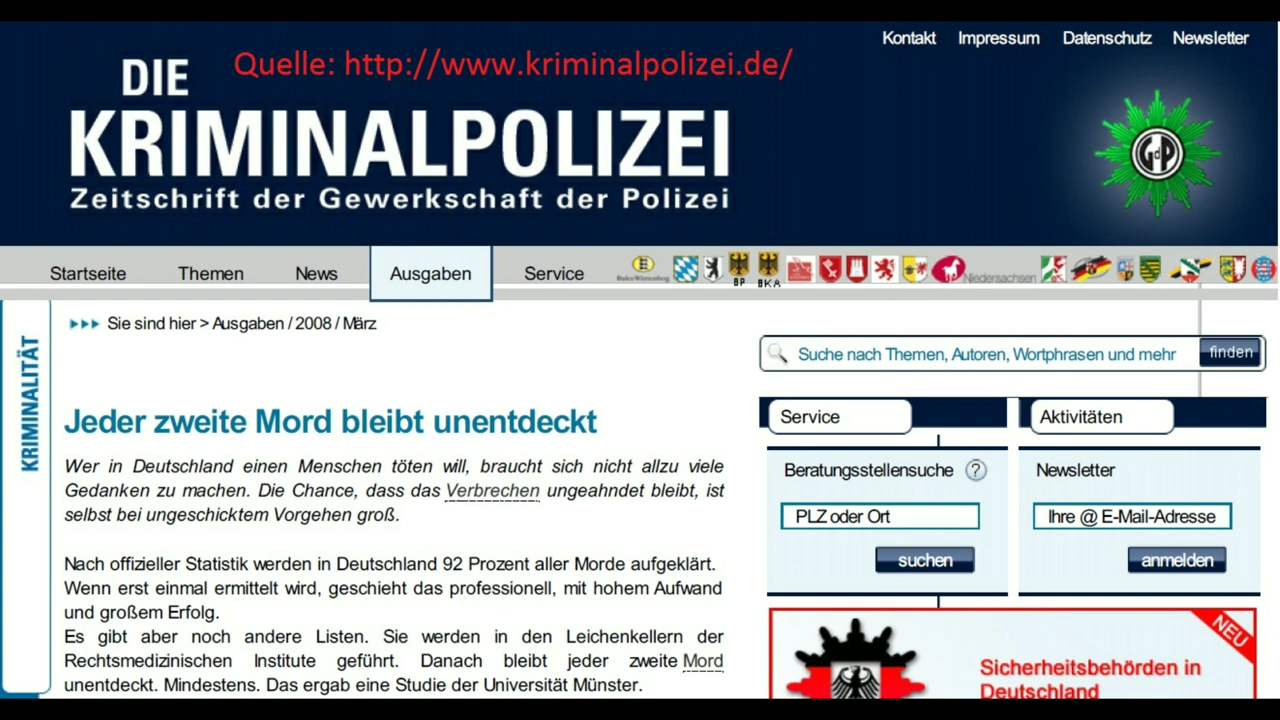 Kontakt Impressum Datenschutz Newsletter
Quelle: http://www.kriminalpolizei.de/
DIE
KRIMINALPOLIZEI
Zeitschrift der Gewerkschaft der Polizei
GdP
Startseite Themen News Ausgaben Service
Baden-Württemberg BP BKA Niedersachsen
Sie sind hier > Ausgaben / 2008 / März
KRIMINALITÄT
Suche nach Themen, Autoren, Wortphrasen und mehr finden
Jeder zweite Mord bleibt unentdeckt
Wer in Deutschland einen Menschen töten will, braucht sich nicht allzu viele
Gedanken zu machen. Die Chance, dass das Verbrechen ungeahndet bleibt, ist
selbst bei ungeschicktem Vorgehen groß.
Nach offizieller Statistik werden in Deutschland 92 Prozent aller Morde aufgeklärt.
Wenn erst einmal ermittelt wird, geschieht das professionell, mit hohem Aufwand
und großem Erfolg.
Es gibt aber noch andere Listen. Sie werden in den Leichenkellern der
Rechtsmedizinischen Institute geführt. Danach bleibt jeder zweite Mord
unentdeckt. Mindestens. Das ergab eine Studie der Universität Münster.
Service
Beratungsstellensuche ?
PLZ oder Ort
suchen
Aktivitäten
Newsletter
Ihre @ E-Mail-Adresse
anmelden
NEU
Sicherheitsbehörden in
Deutschland